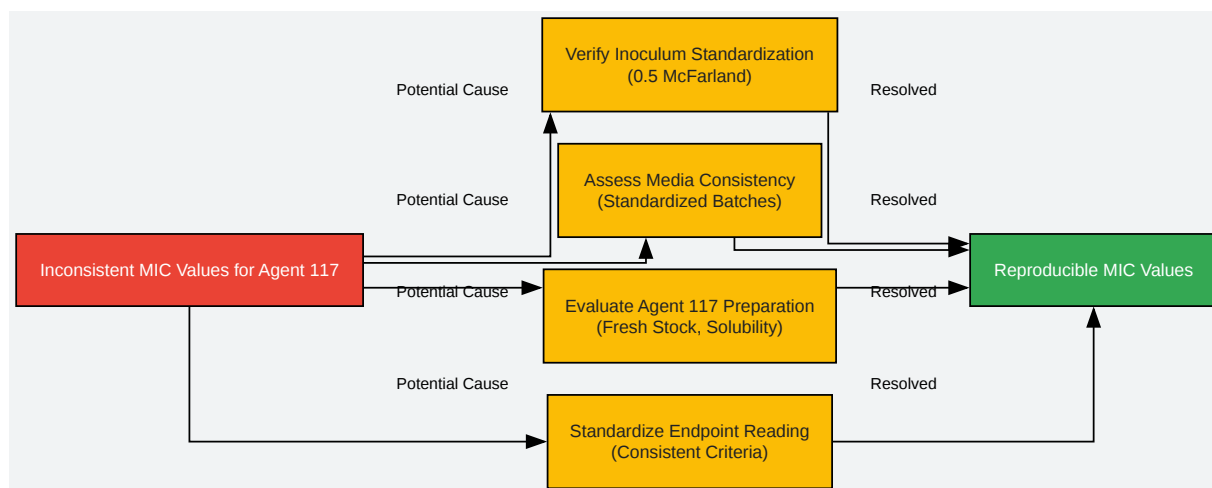 Verify Inoculum Standardization
(0.5 McFarland)
Potential Cause
Resolved
Assess Media Consistency
(Standardized Batches)
Potential Cause
Resolved
Inconsistent MIC Values for Agent 117
Reproducible MIC Values
Potential Cause
Evaluate Agent 117 Preparation
(Fresh Stock, Solubility)
Resolved
Potential Cause
Resolved
Standardize Endpoint Reading
(Consistent Criteria)